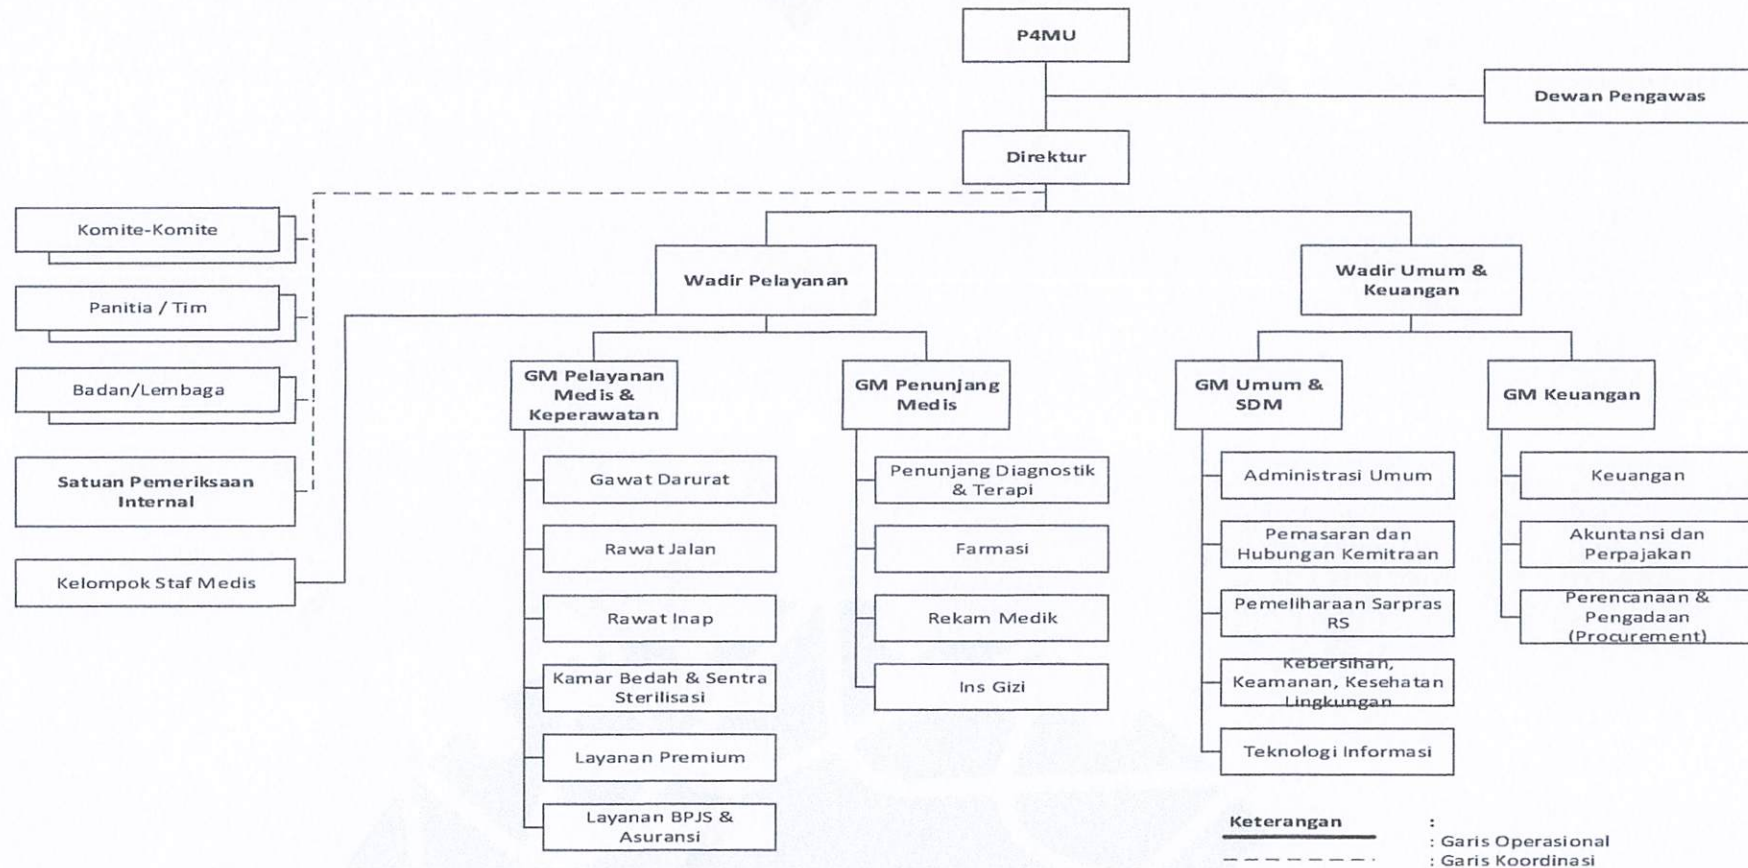 P4MU
Dewan Pengawas
Direktur
Komite-Komite
Panitia / Tim
Badan/Lembaga
Satuan Pemeriksaan
Internal
Kelompok Staf Medis
Wadir Pelayanan
Wadir Umum &
Keuangan
GM Pelayanan
Medis &
Keperawatan
Gawat Darurat
Rawat Jalan
Rawat Inap
Kamar Bedah & Sentra
Sterilisasi
Layanan Premium
Layanan BPJS &
Asuransi
GM Penunjang
Medis
Penunjang Diagnostik
& Terapi
Farmasi
Rekam Medik
Ins Gizi
GM Umum &
SDM
Administrasi Umum
Pemasaran dan
Hubungan Kemitraan
Pemeliharaan Sarpras
RS
Kebersihan,
Keamanan, Kesehatan
Lingkungan
Teknologi Informasi
GM Keuangan
Keuangan
Akuntansi dan
Perpajakan
Perencanaan &
Pengadaan
(Procurement)
Keterangan :
: Garis Operasional
: Garis Koordinasi